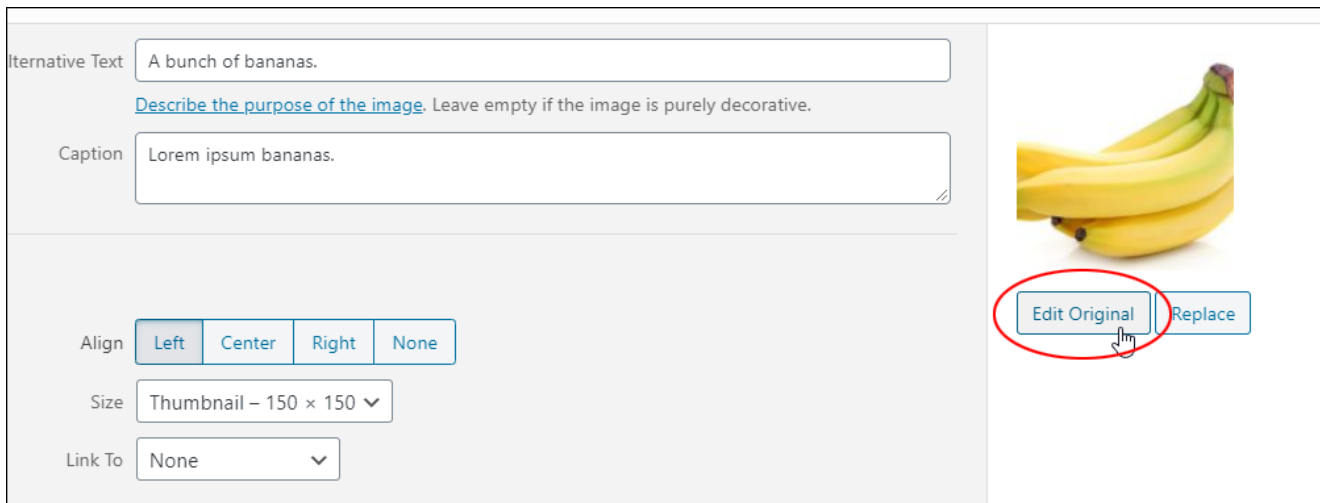 lternative Text A bunch of bananas.
Describe the purpose of the image. Leave empty if the image is purely decorative.
Caption Lorem ipsum bananas.
Edit Original Replace
Align Left Center Right None
Size Thumbnail – 150 × 150
Link To None